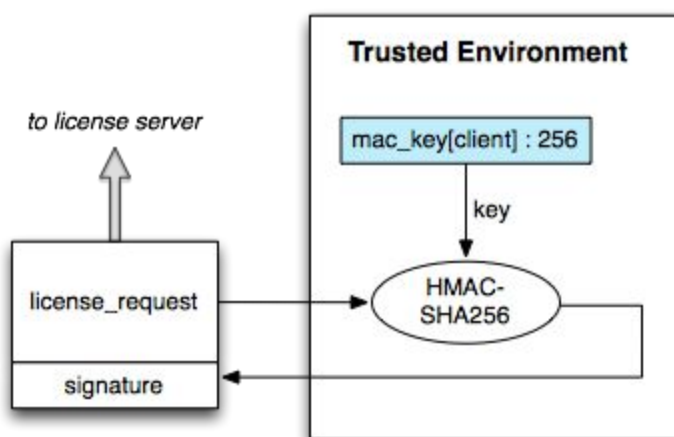 Trusted Environment
to license server
mac_key[client] : 256
key
license_request
HMAC-
SHA256
signature